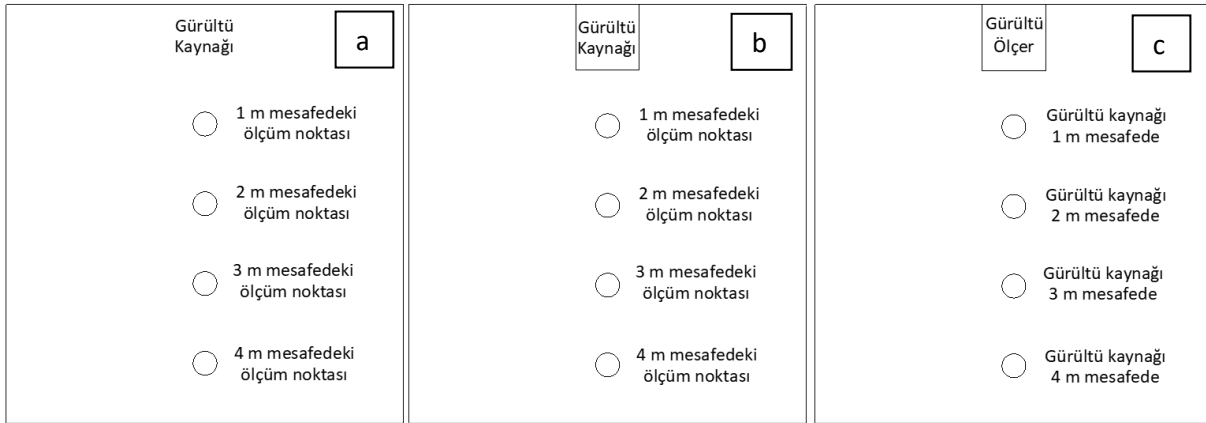 Gürültü
Kaynağı
a
1 m mesafedeki
ölçüm noktası
2 m mesafedeki
ölçüm noktası
3 m mesafedeki
ölçüm noktası
4 m mesafedeki
ölçüm noktası
Gürültü
Kaynağı
b
1 m mesafedeki
ölçüm noktası
2 m mesafedeki
ölçüm noktası
3 m mesafedeki
ölçüm noktası
4 m mesafedeki
ölçüm noktası
Gürültü
Ölçer
c
Gürültü kaynağı
1 m mesafede
Gürültü kaynağı
2 m mesafede
Gürültü kaynağı
3 m mesafede
Gürültü kaynağı
4 m mesafede